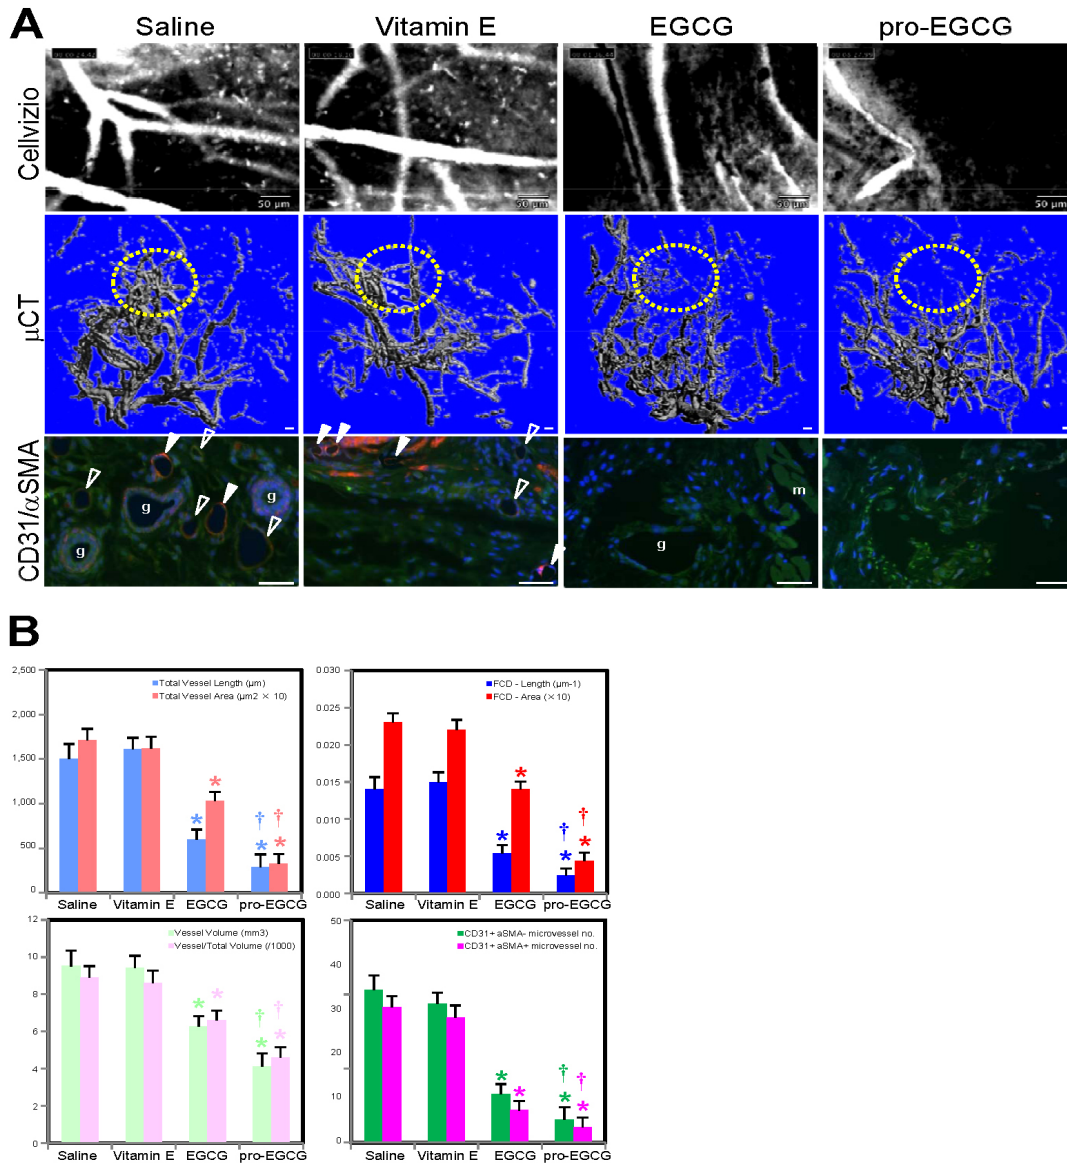 A
Saline Vitamin E EGCG pro-EGCG
Cellvizio
50 µm 50 µm 50 µm 50 µm
µCT
CD31/αSMA
g g g g m
B
2,500
2,000
1,500
1,000
500
0
Total Vessel Length (µm)
Total Vessel Area (µm2 × 10)
* * † * † *
Saline Vitamin E EGCG pro-EGCG
0.030
0.025
0.020
0.015
0.010
0.005
0.000
FCD - Length (µm-1)
FCD - Area (×10)
* * † * † *
Saline Vitamin E EGCG pro-EGCG
12
10
8
6
4
2
0
Vessel Volume (mm3)
Vessel/Total Volume (/1000)
* * † * † *
Saline Vitamin E EGCG pro-EGCG
50
40
30
20
10
0
CD31+ aSMA- microvessel no.
CD31+ aSMA+ microvessel no.
* * † * † *
Saline Vitamin E EGCG pro-EGCG